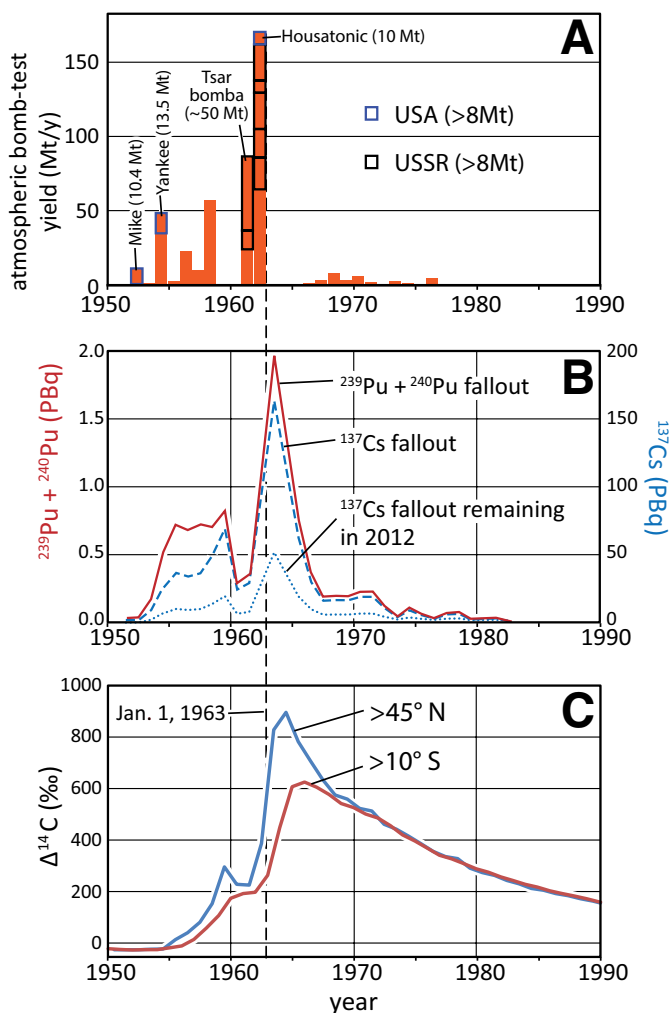 A
atmospheric bomb-test
yield (Mt/y)
150
100
50
0
Mike (10.4 Mt)
Yankee (13.5 Mt)
Tsar
bomba
(~50 Mt)
Housatonic (10 Mt)
USA (>8Mt)
USSR (>8Mt)
1950
1960
1970
1980
1990
B
²³⁹Pu + ²⁴⁰Pu (PBq)
2.0
1.5
1.0
0.5
0.0
²³⁹Pu + ²⁴⁰Pu fallout
¹³⁷Cs fallout
¹³⁷Cs fallout remaining
in 2012
200
150
100
50
0
¹³⁷Cs (PBq)
1950
1960
1970
1980
1990
C
Δ¹⁴C (‰)
1000
800
600
400
200
0
Jan. 1, 1963
>45° N
>10° S
1950
1960
1970
1980
1990
year